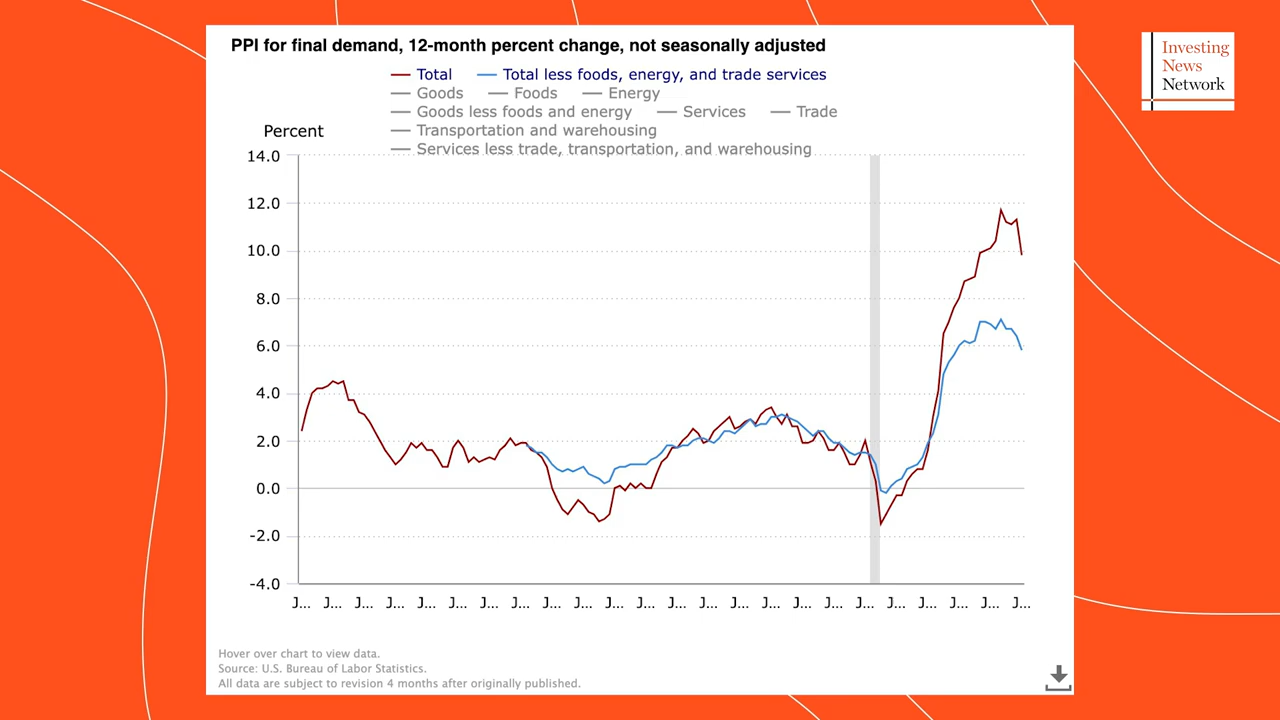 PPI for final demand, 12-month percent change, not seasonally adjusted
Investing
News
Network
Total Total less foods, energy, and trade services
Goods Foods Energy
Goods less foods and energy Services Trade
Transportation and warehousing
Services less trade, transportation, and warehousing
Percent
14.0
12.0
10.0
8.0
6.0
4.0
2.0
0.0
-2.0
-4.0
J... J... J... J... J... J... J... J... J... J... J... J... J... J... J... J... J... J... J... J... J... J... J... J...
Hover over chart to view data.
Source: U.S. Bureau of Labor Statistics.
All data are subject to revision 4 months after originally published.